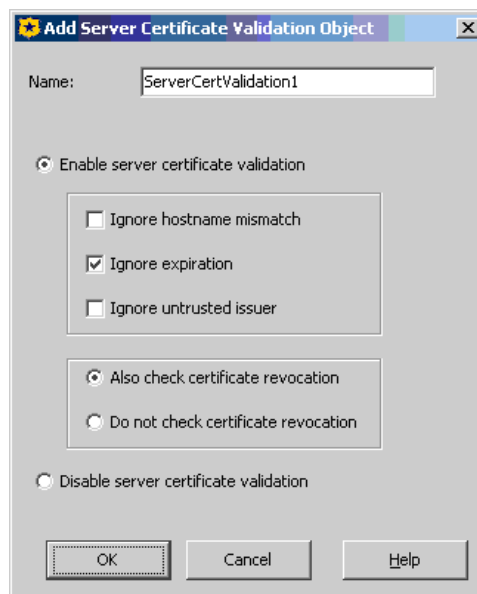 Add Server Certificate Validation Object
Name: ServerCertValidation1
Enable server certificate validation
Ignore hostname mismatch
Ignore expiration
Ignore untrusted issuer
Also check certificate revocation
Do not check certificate revocation
Disable server certificate validation
OK Cancel Help